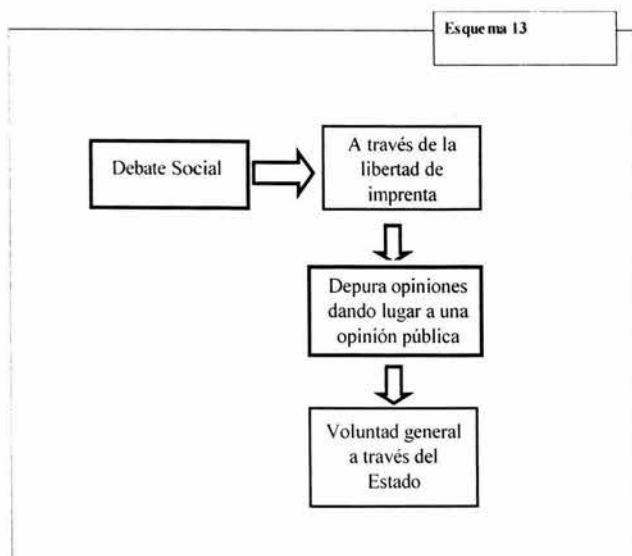 Esquema 13
Debate Social
A través de la
libertad de
imprenta
Depura opiniones
dando lugar a una
opinión pública
Voluntad general
a través del
Estado